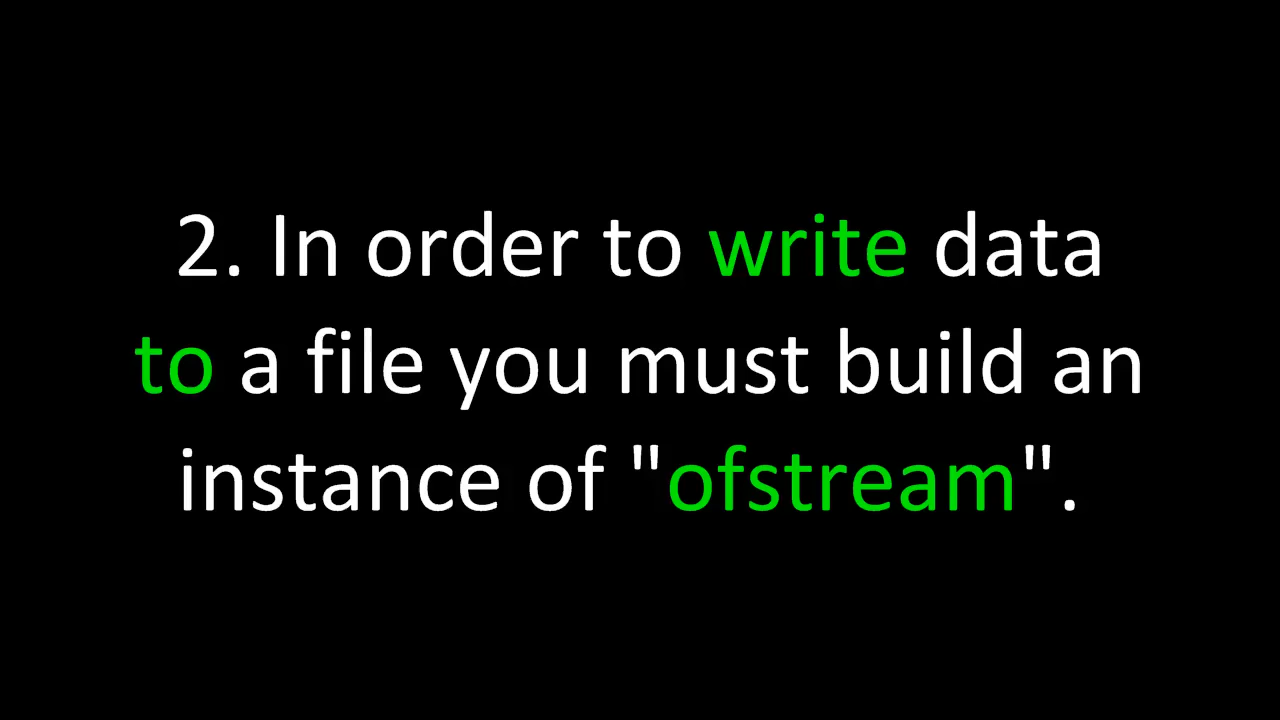 2. In order to write data
to a file you must build an
instance of "ofstream".